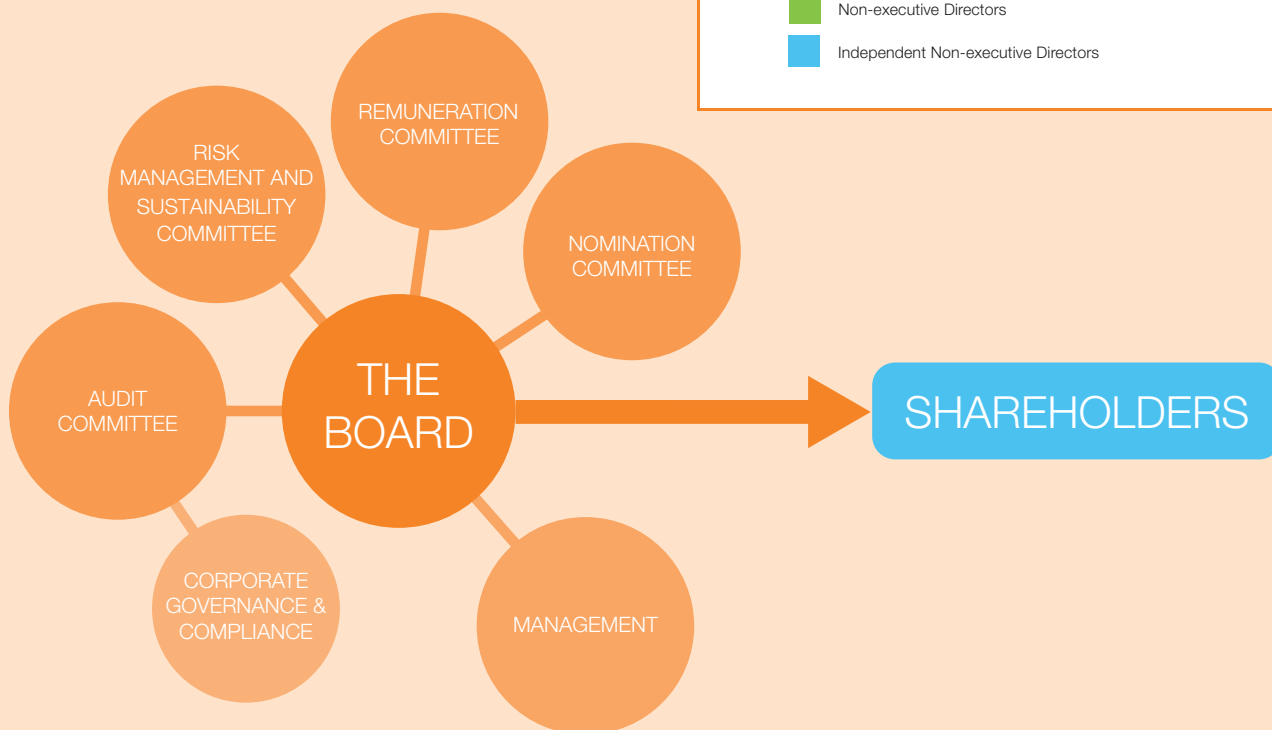 Non-executive Directors
Independent Non-executive Directors
REMUNERATION
COMMITTEE
RISK
MANAGEMENT AND
SUSTAINABILITY
COMMITTEE
NOMINATION
COMMITTEE
THE
BOARD
SHAREHOLDERS
AUDIT
COMMITTEE
CORPORATE
GOVERNANCE &
COMPLIANCE
MANAGEMENT